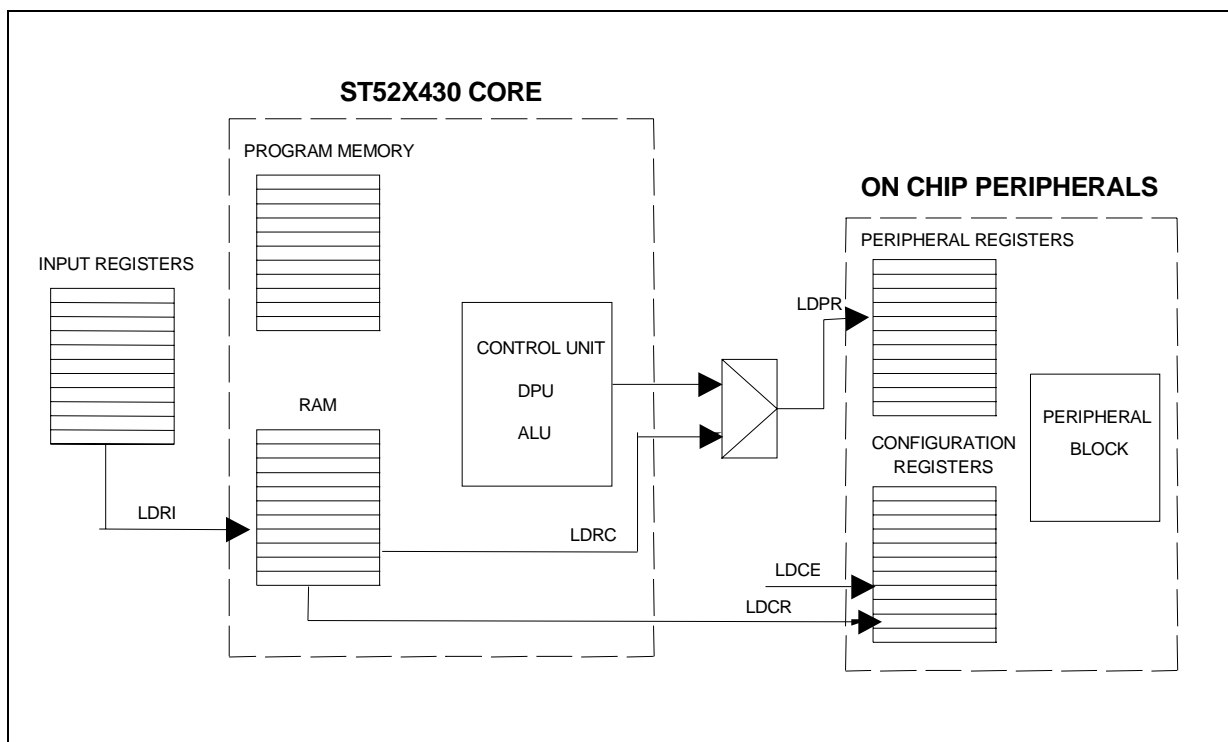 ST52X430 CORE
PROGRAM MEMORY
ON CHIP PERIPHERALS
PERIPHERAL REGISTERS
INPUT REGISTERS
LDPR
CONTROL UNIT
DPU
ALU
RAM
PERIPHERAL
BLOCK
CONFIGURATION
REGISTERS
LDRI
LDRC
LDCE
LDCR